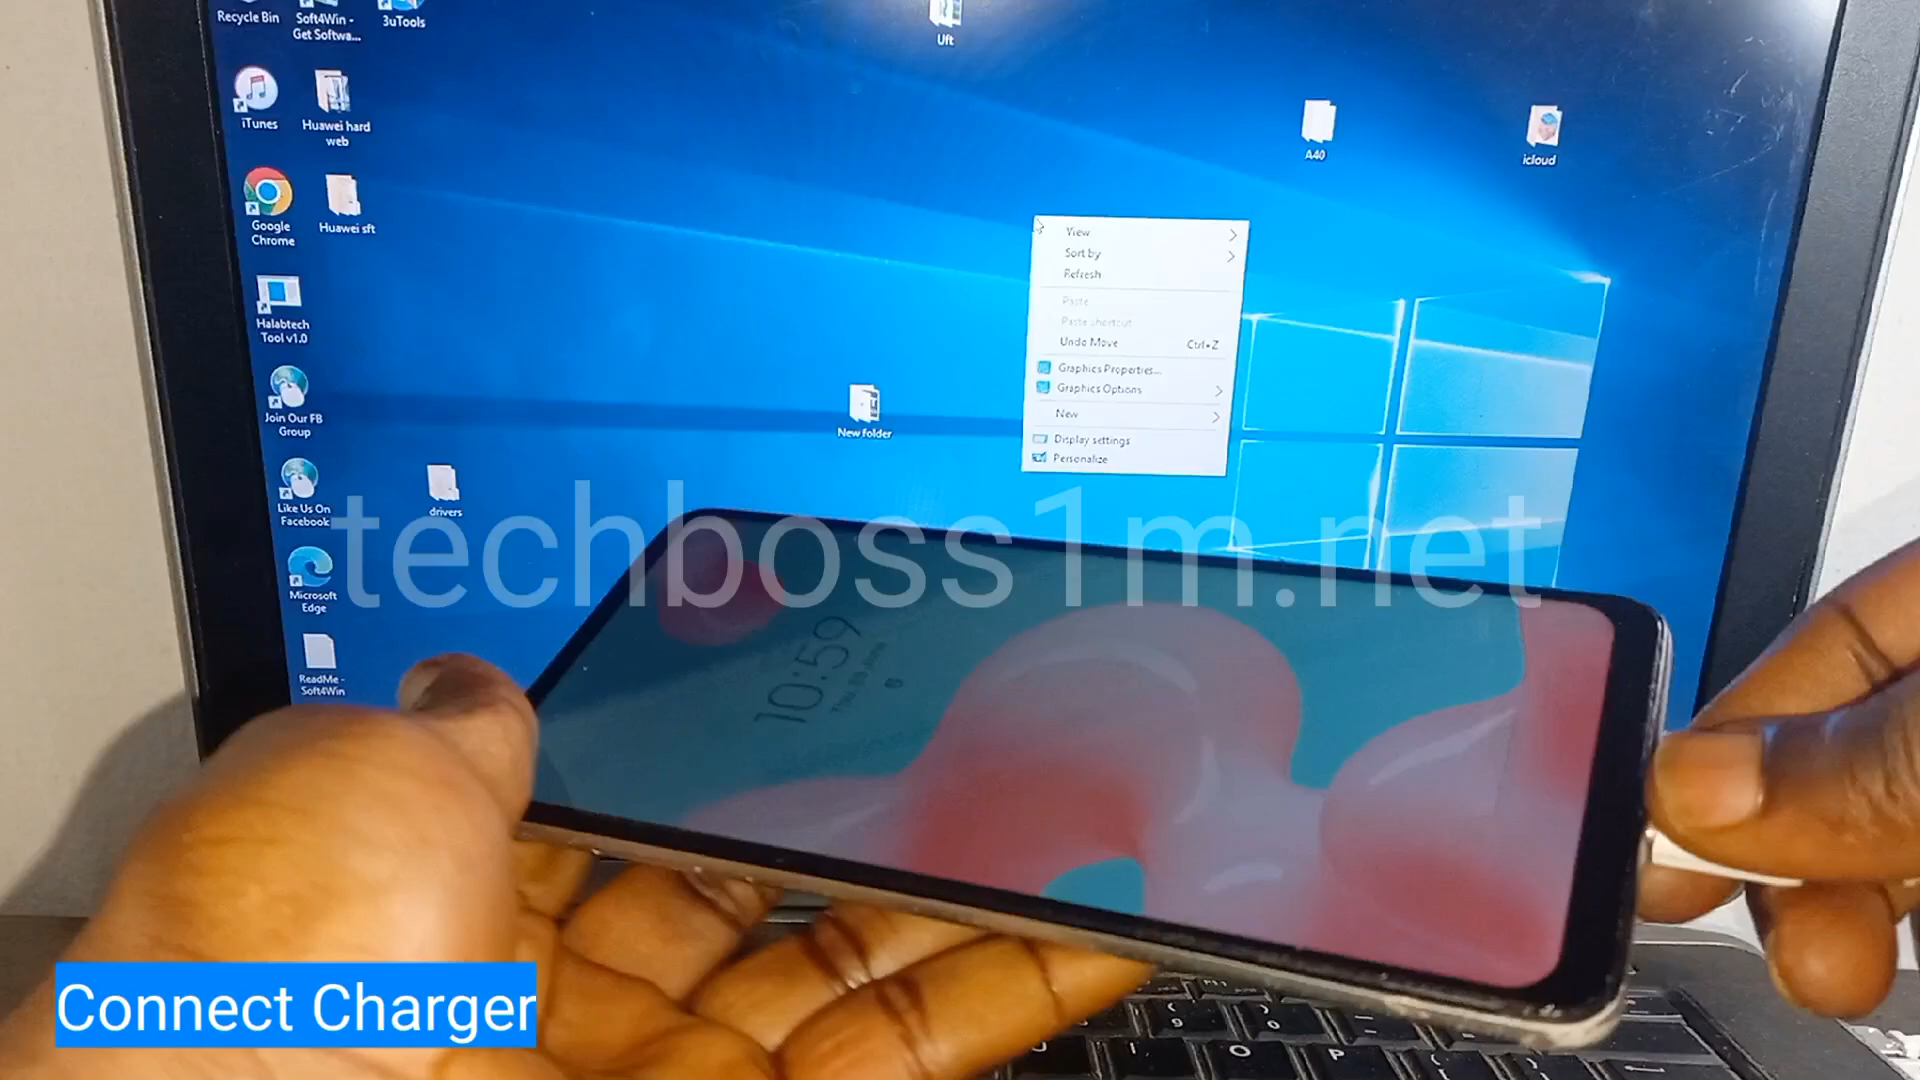 Recycle Bin
Soft4Win -
Get Softwa...
3uTools
Uft
iTunes
Huawei hard
web
A40
icloud
Google
Chrome
Huawei sft
View
Sort by
Refresh
Paste
Paste shortcut
Undo Move Ctrl+Z
Graphics Properties...
Graphics Options
New
Display settings
Personalize
Halabtech
Tool v1.0
Join Our FB
Group
New folder
Like Us On
Facebook
drivers
techboss1m.net
Microsoft
Edge
ReadMe -
Soft4Win
10:59
Connect Charger
I
O
P